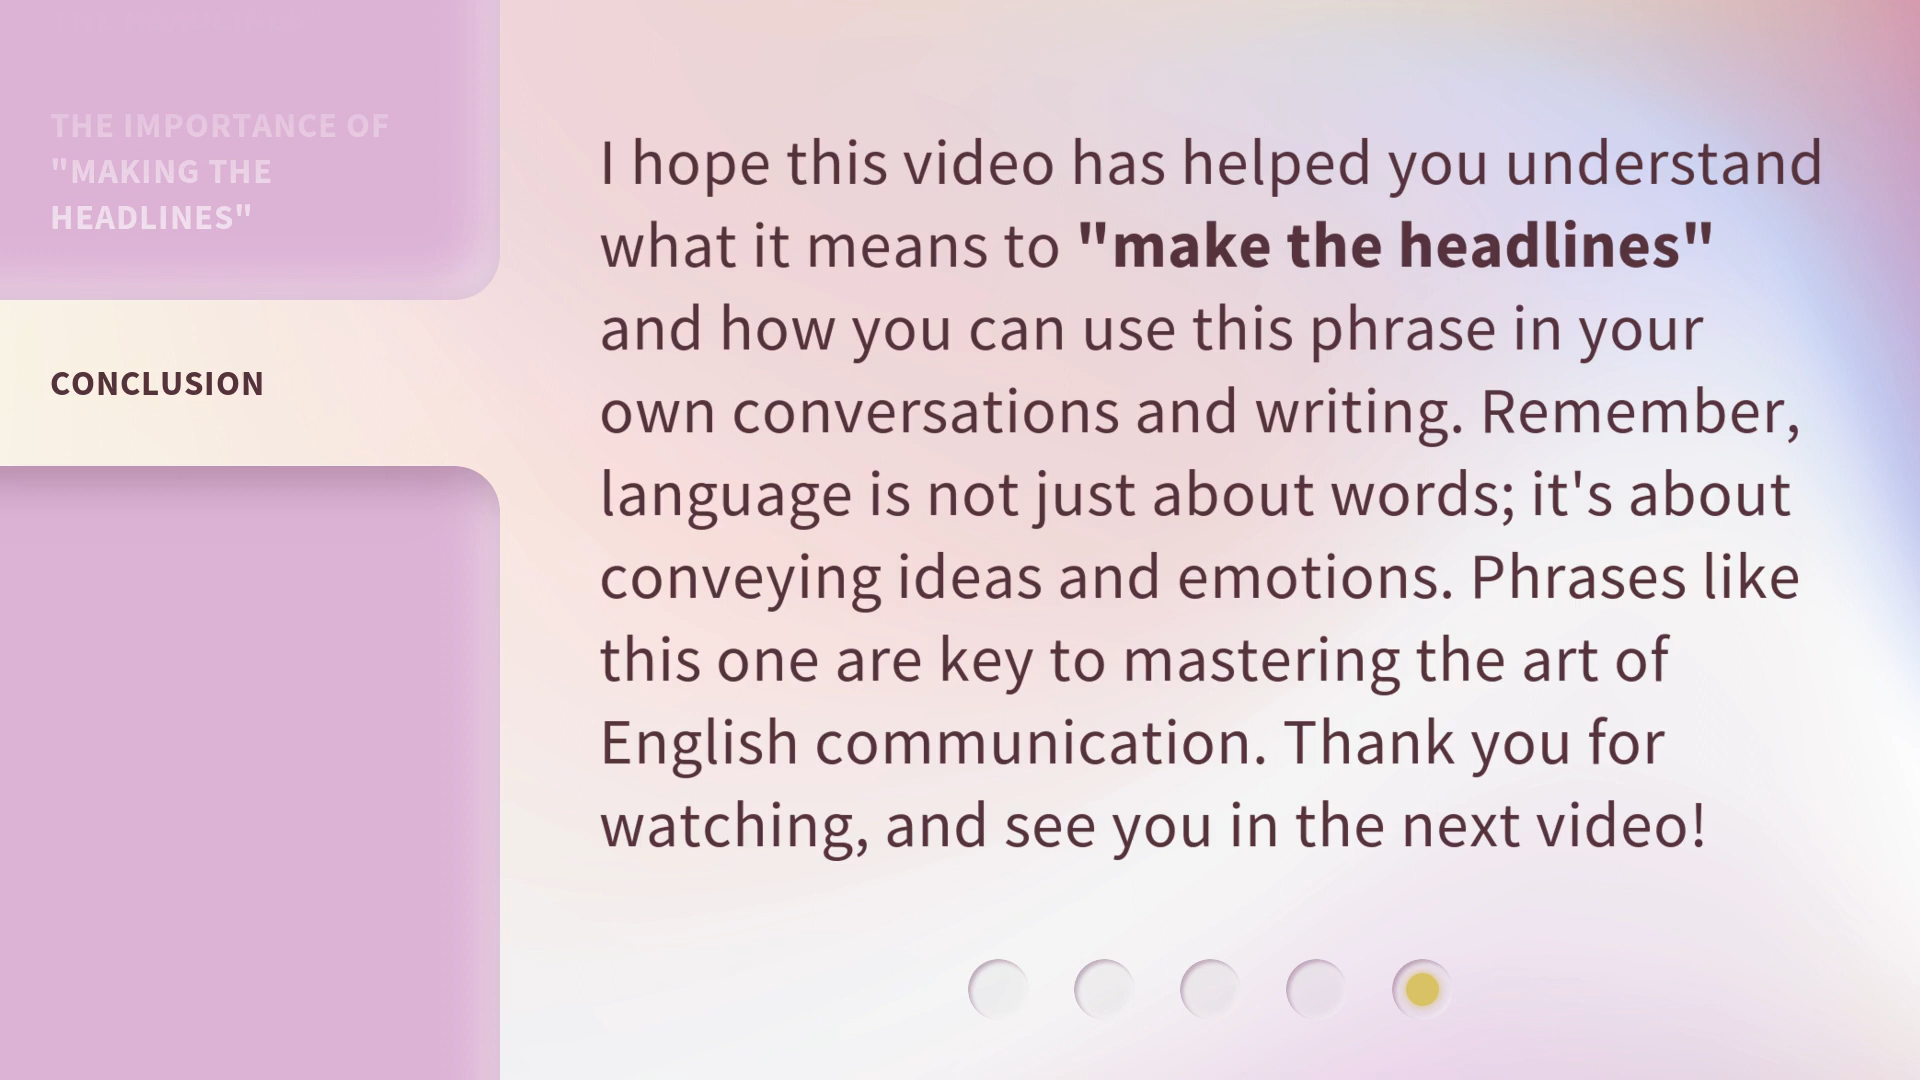 THE IMPORTANCE OF
"MAKING THE
HEADLINES"
CONCLUSION
I hope this video has helped you understand
what it means to "make the headlines"
and how you can use this phrase in your
own conversations and writing. Remember,
language is not just about words; it's about
conveying ideas and emotions. Phrases like
this one are key to mastering the art of
English communication. Thank you for
watching, and see you in the next video!